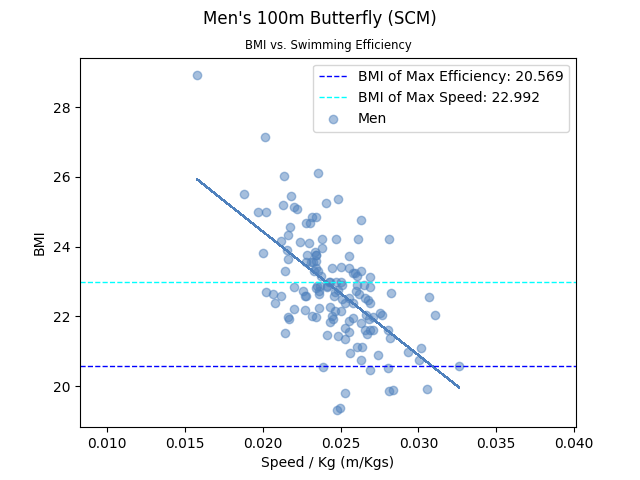 Men's 100m Butterfly (SCM)
BMI vs. Swimming Efficiency
BMI of Max Efficiency: 20.569
BMI of Max Speed: 22.992
Men
28
26
24
22
20
BMI
0.010 0.015 0.020 0.025 0.030 0.035 0.040
Speed / Kg (m/Kgs)